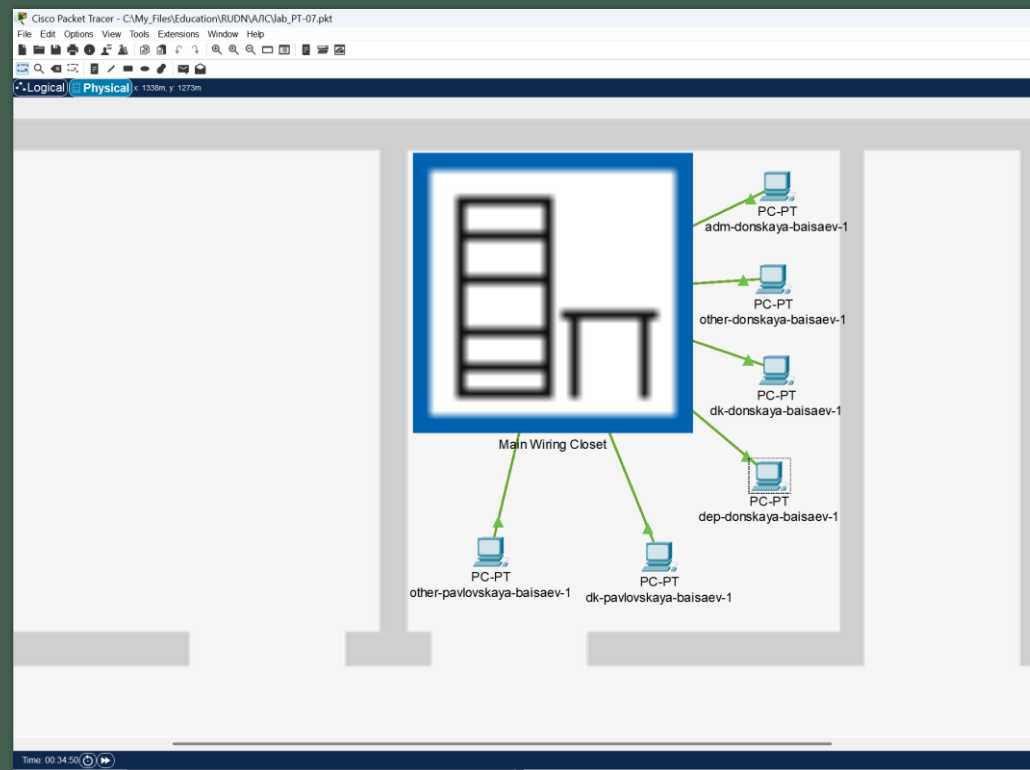 Cisco Packet Tracer - C:\My_Files\Education\RUDN\АЛС\lab_PT-07.pkt
File Edit Options View Tools Extensions Window Help
Logical Physical x: 1338m, y: 1273m
PC-PT
adm-donskaya-baisaev-1
PC-PT
other-donskaya-baisaev-1
PC-PT
dk-donskaya-baisaev-1
Main Wiring Closet
PC-PT
dep-donskaya-baisaev-1
PC-PT
other-pavlovskaya-baisaev-1
PC-PT
dk-pavlovskaya-baisaev-1
Time: 00:34:50